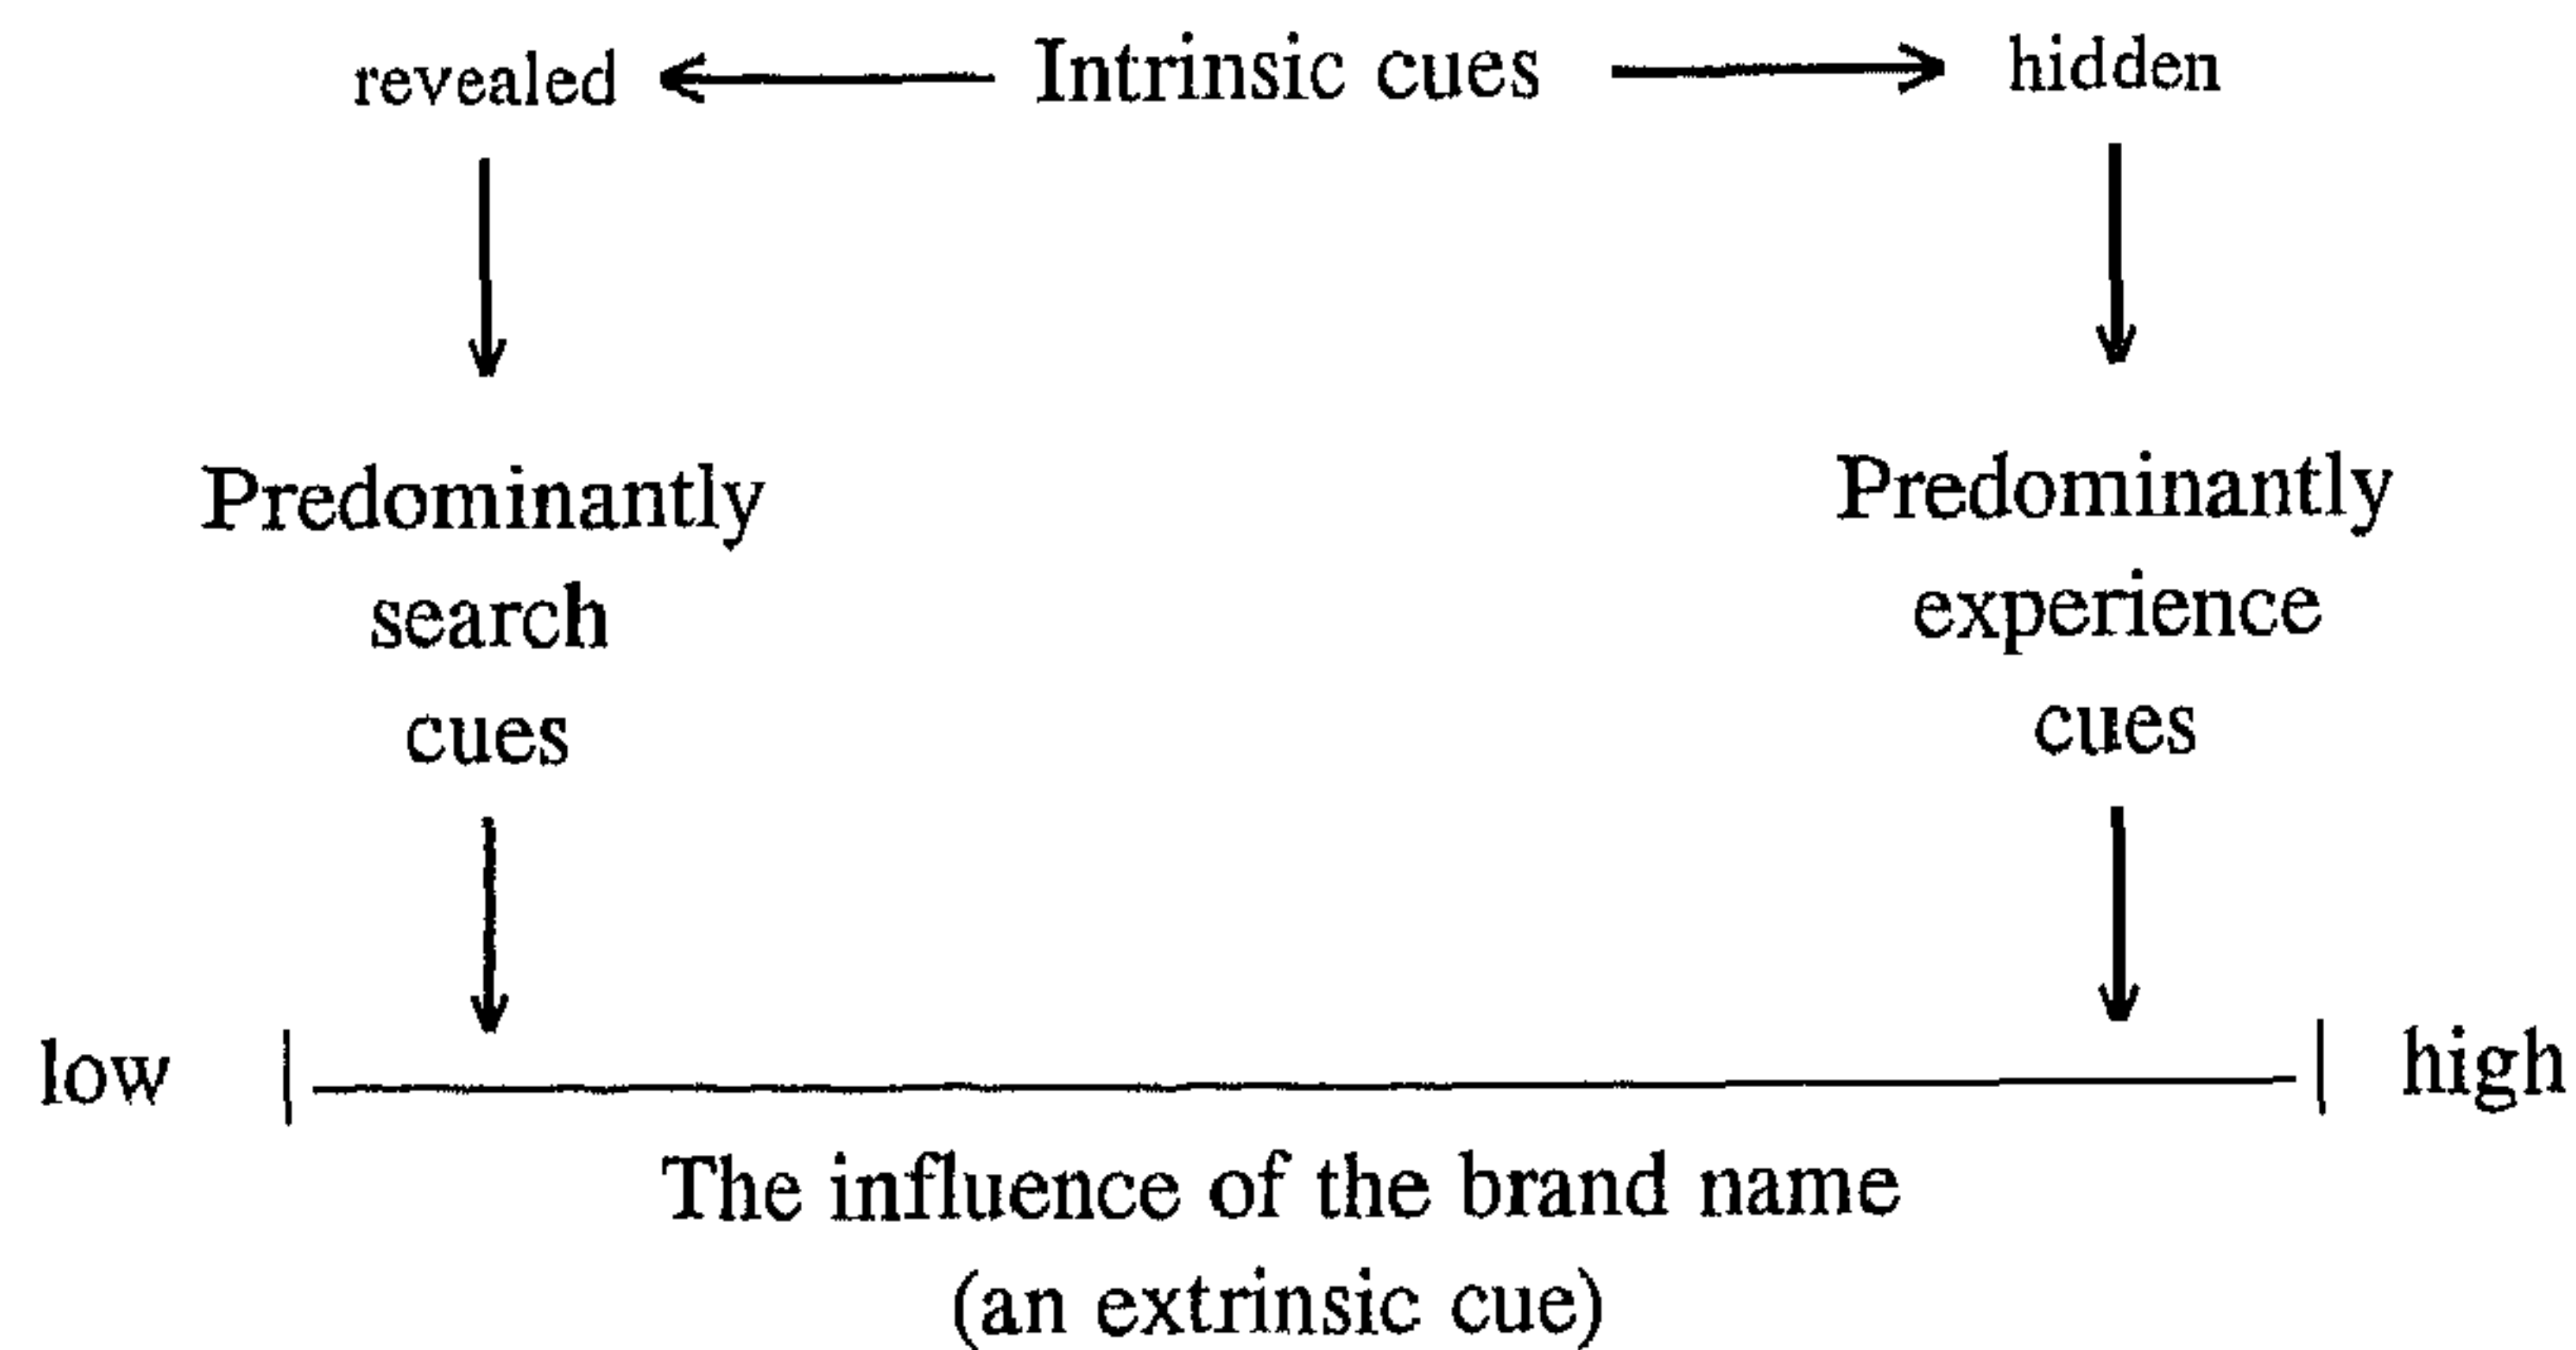 revealed Intrinsic cues hidden
Predominantly Predominantly
search experience
cues cues
low high
The influence of the brand name
(an extrinsic cue)